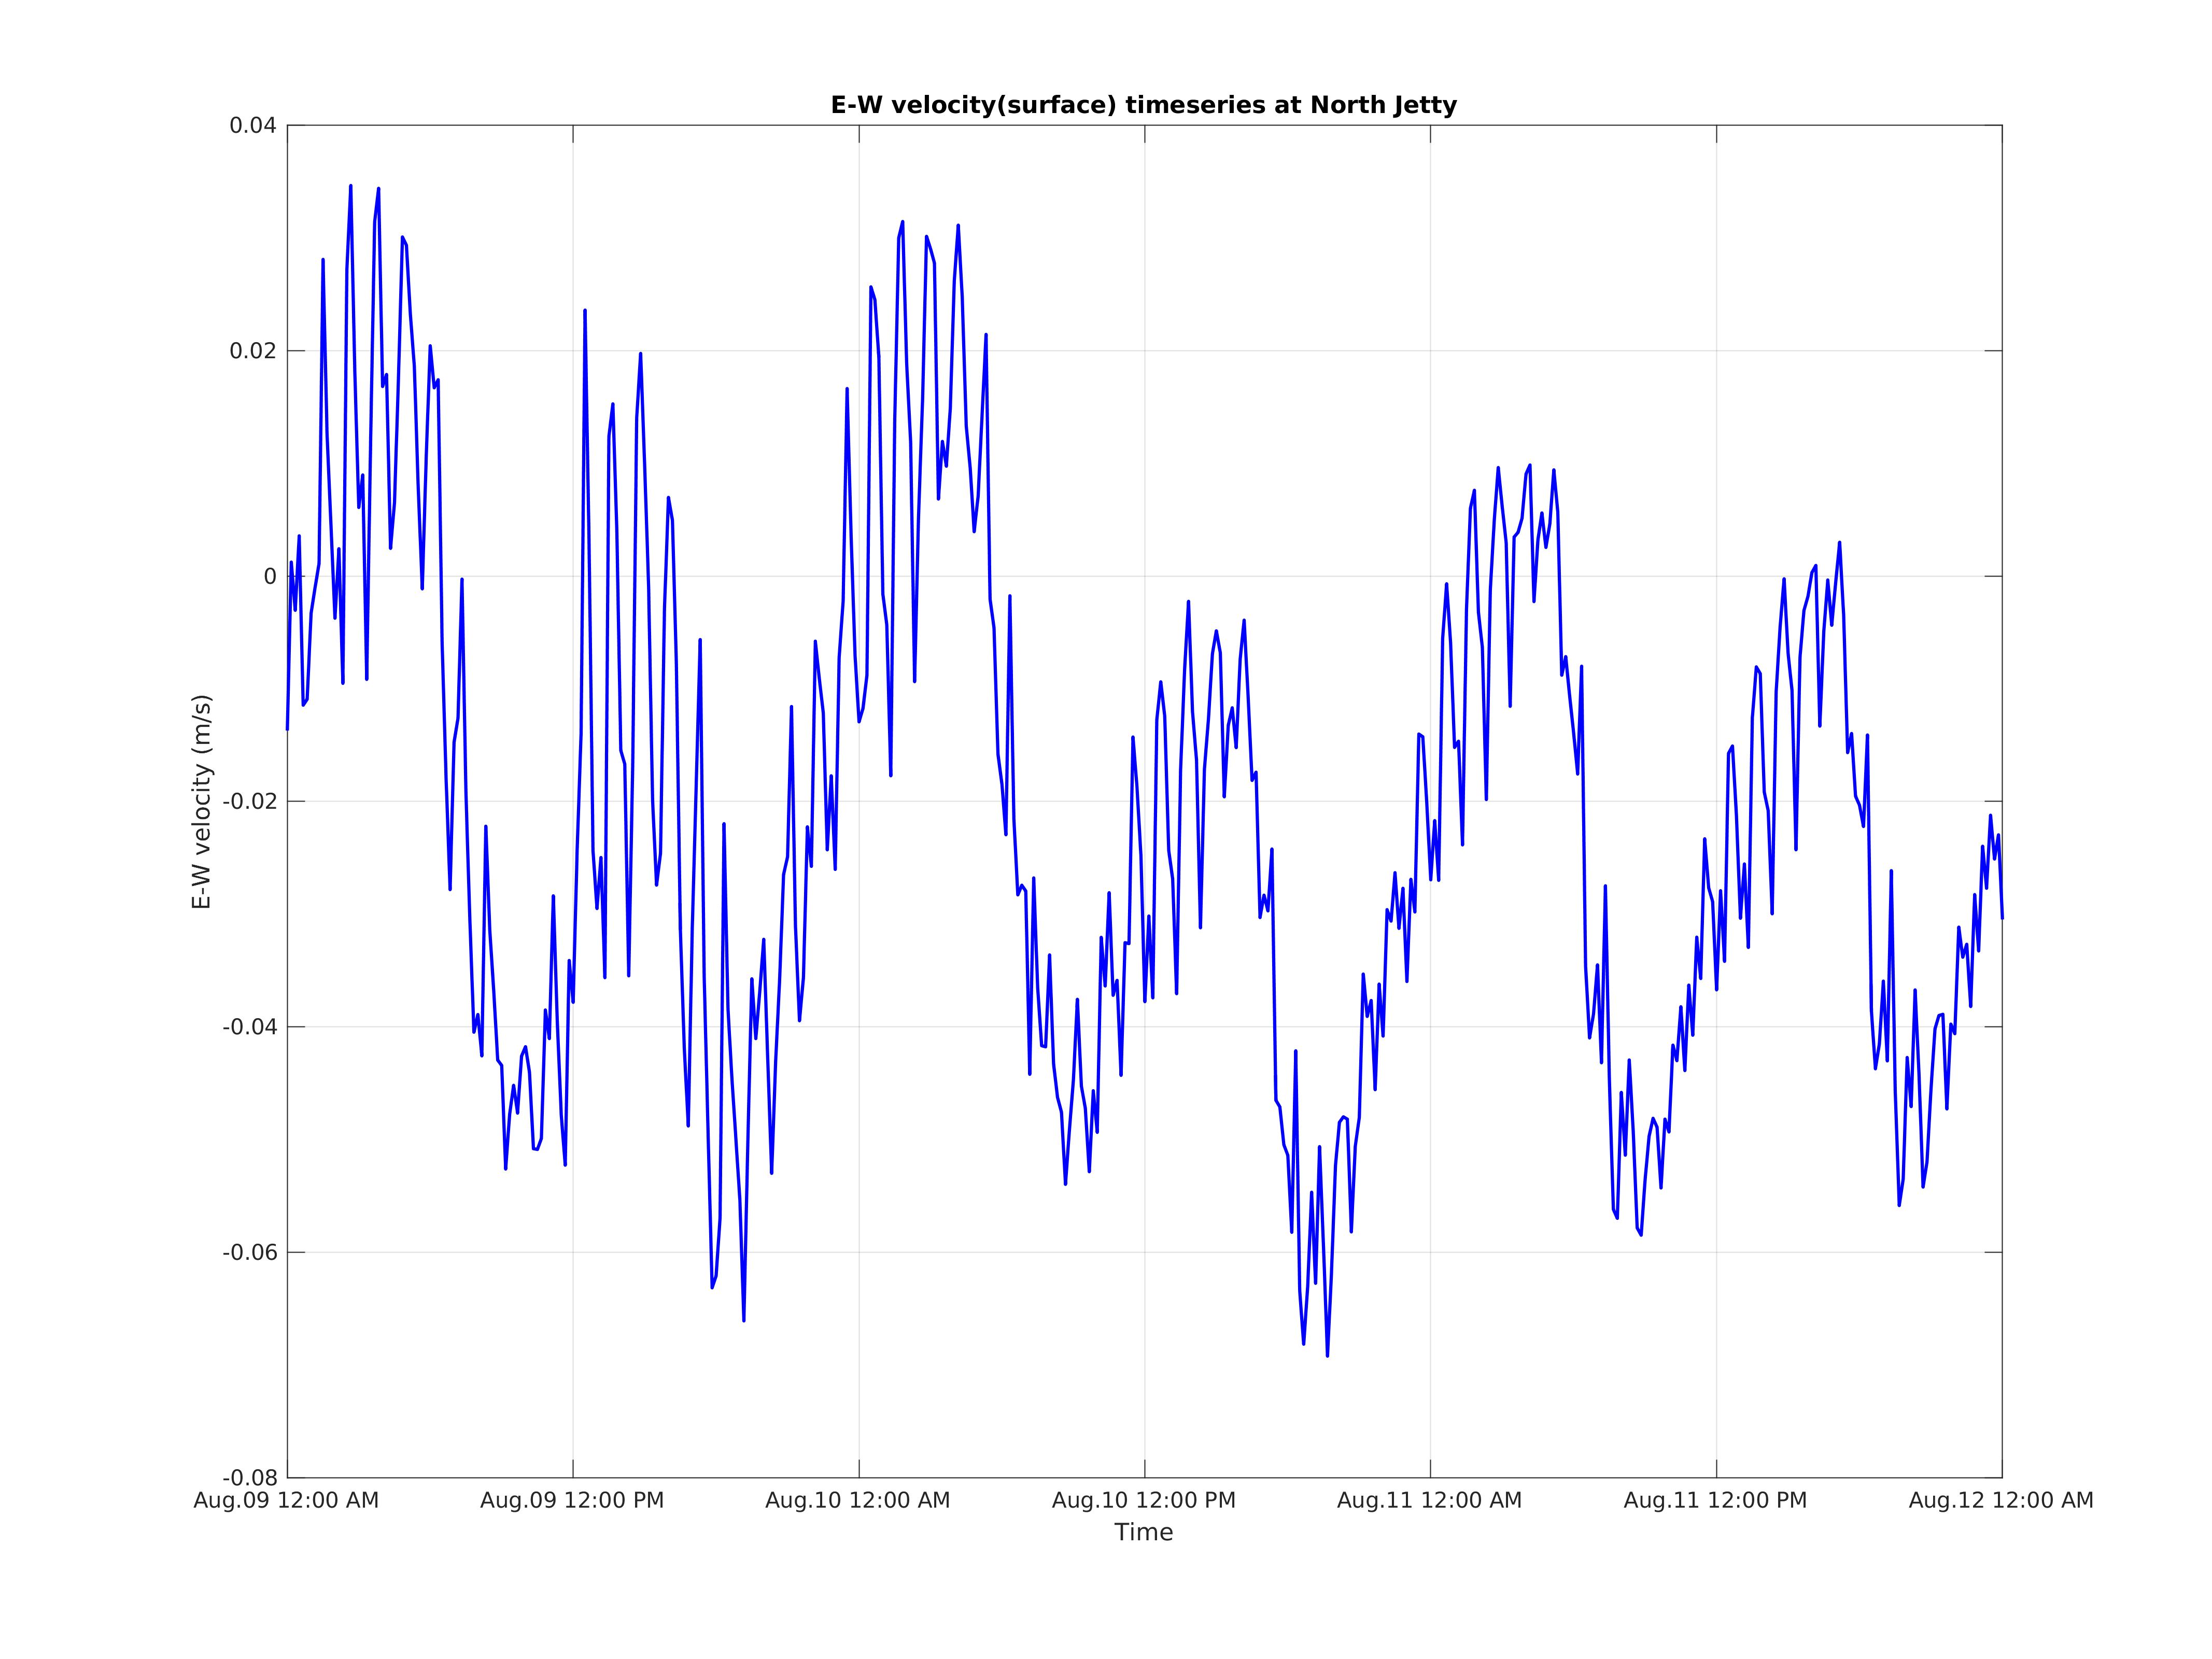 E-W velocity(surface) timeseries at North Jetty
0.04
0.02
0
-0.02
-0.04
-0.06
-0.08
E-W velocity (m/s)
Aug.09 12:00 AM
Aug.09 12:00 PM
Aug.10 12:00 AM
Aug.10 12:00 PM
Aug.11 12:00 AM
Aug.11 12:00 PM
Aug.12 12:00 AM
Time